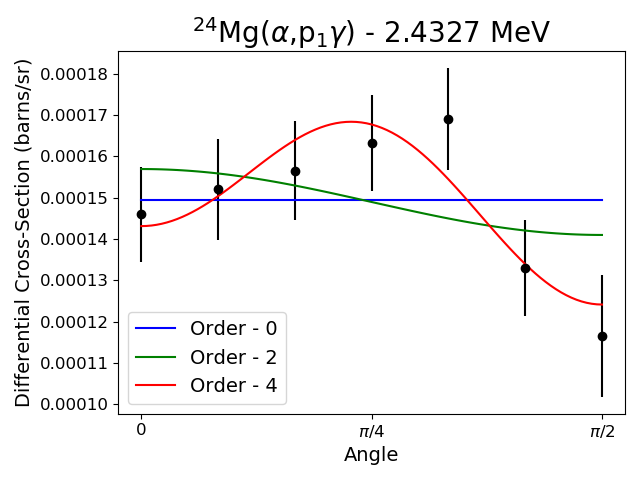 ²⁴Mg(α,p₁γ) - 2.4327 MeV
Differential Cross-Section (barns/sr)
0.00018
0.00017
0.00016
0.00015
0.00014
0.00013
0.00012
0.00011
0.00010
Order - 0
Order - 2
Order - 4
0 π/4 π/2
Angle